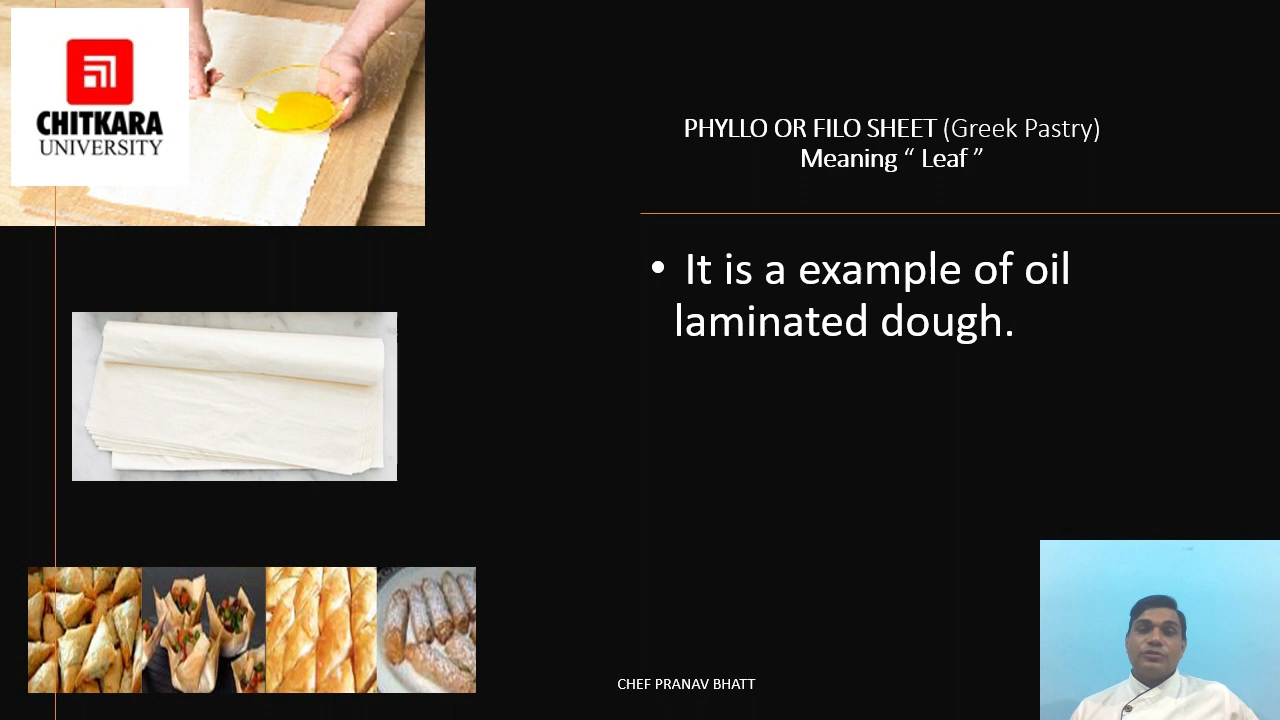 CHITKARA
UNIVERSITY
PHYLLO OR FILO SHEET (Greek Pastry)
Meaning “ Leaf ”
• It is a example of oil
laminated dough.
CHEF PRANAV BHATT